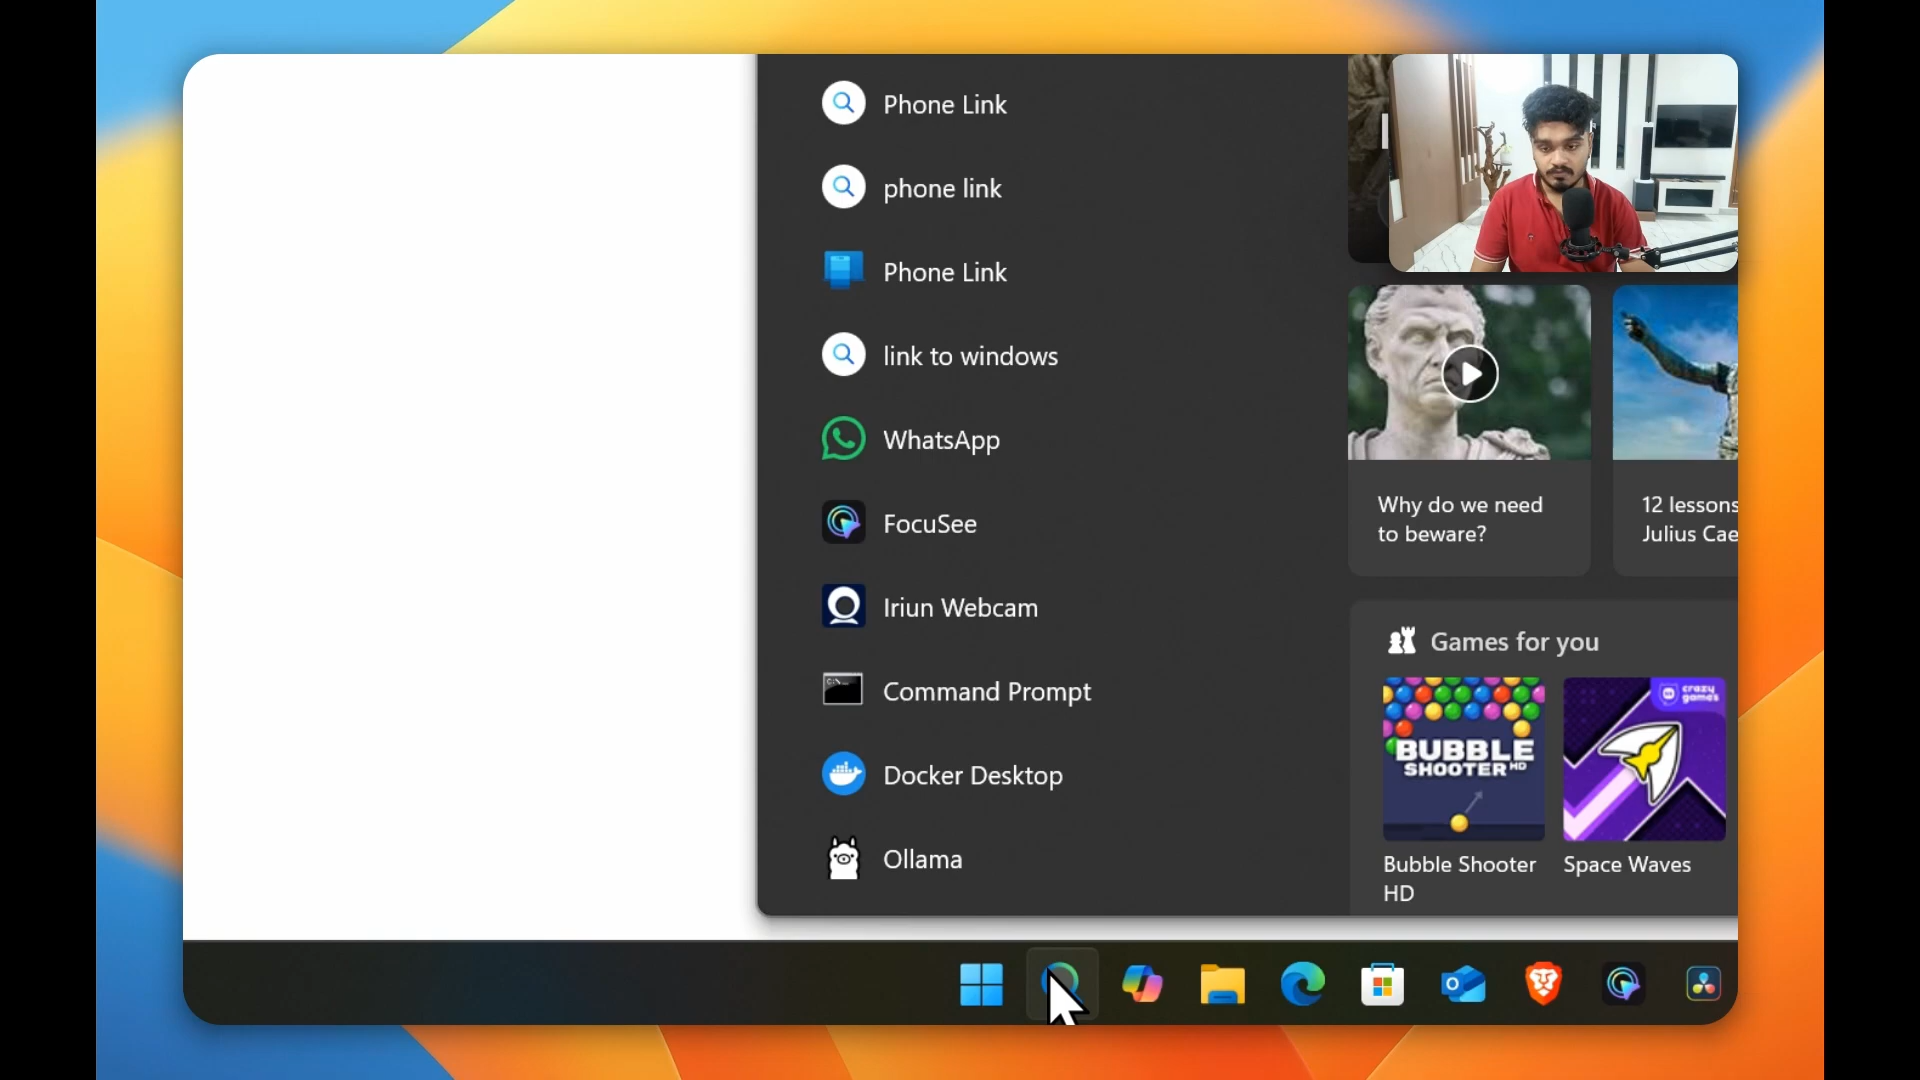 Phone Link
phone link
Phone Link
link to windows
WhatsApp
FocuSee
Iriun Webcam
Command Prompt
Docker Desktop
Ollama
Why do we need
to beware?
12 lessons
Julius Cae
Games for you
BUBBLE
SHOOTER HD
crazy
games
Bubble Shooter
HD
Space Waves